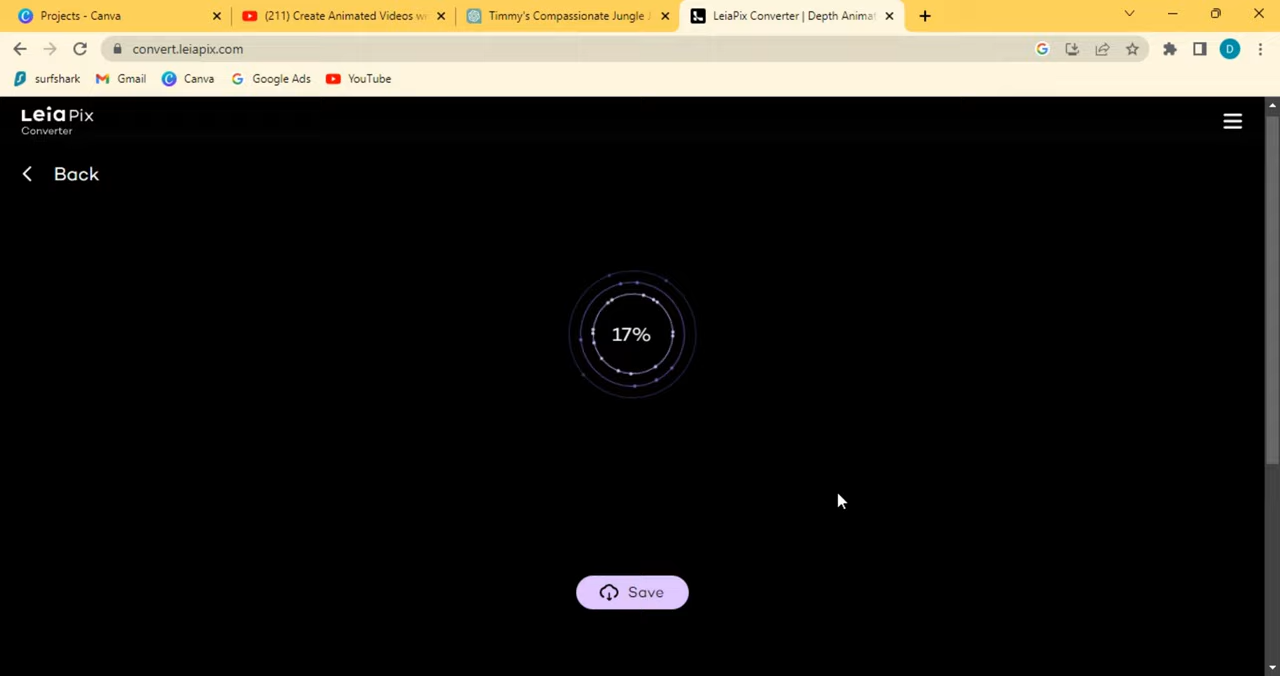 Projects - Canva
(211) Create Animated Videos w
Timmy's Compassionate Jungle J
LeiaPix Converter | Depth Animat
convert.leiapix.com
D
surfshark
Gmail
Canva
Google Ads
YouTube
Leia Pix
Converter
Back
17%
Save